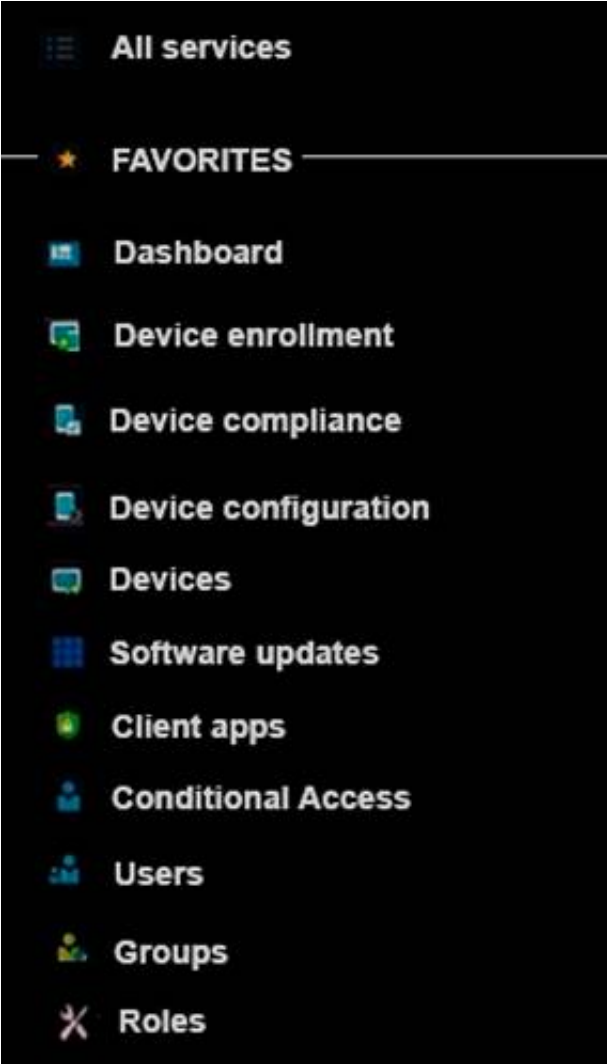 All services
FAVORITES
Dashboard
Device enrollment
Device compliance
Device configuration
Devices
Software updates
Client apps
Conditional Access
Users
Groups
Roles